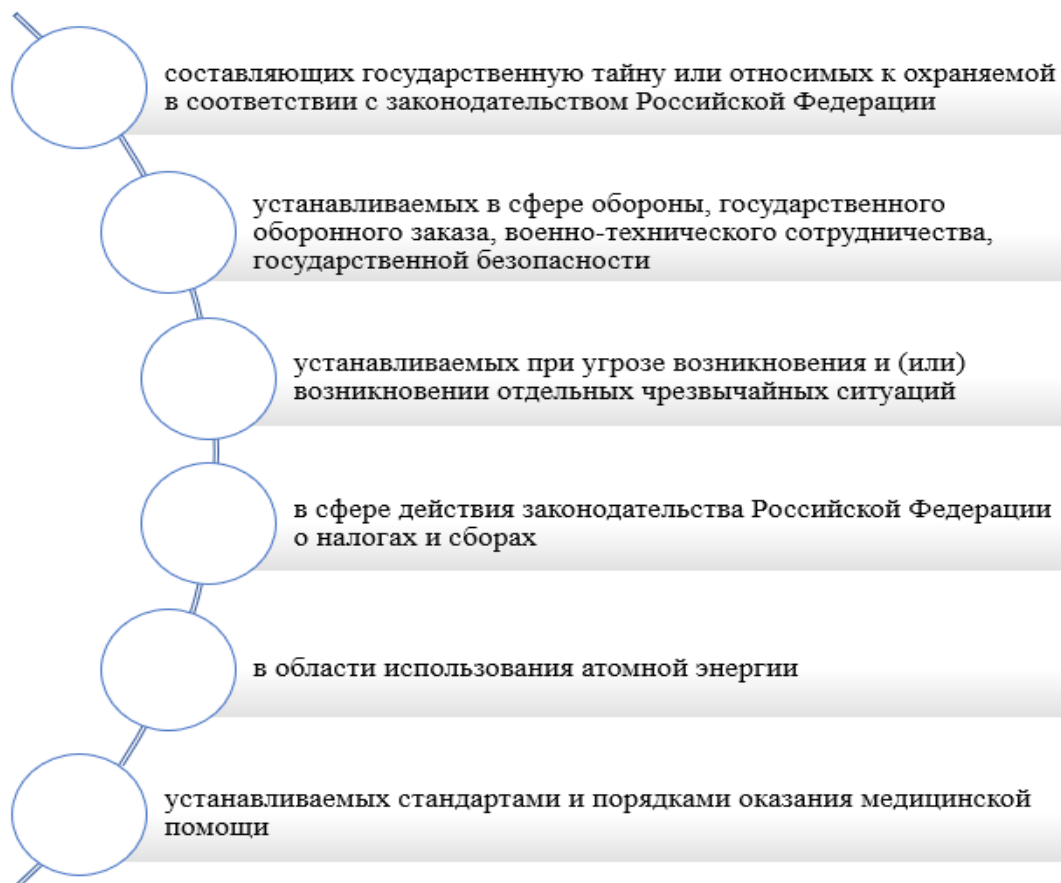 составляющих государственную тайну или относимых к охраняемой
в соответствии с законодательством Российской Федерации
устанавливаемых в сфере обороны, государственного
оборонного заказа, военно-технического сотрудничества,
государственной безопасности
устанавливаемых при угрозе возникновения и (или)
возникновении отдельных чрезвычайных ситуаций
в сфере действия законодательства Российской Федерации
о налогах и сборах
в области использования атомной энергии
устанавливаемых стандартами и порядками оказания медицинской
помощи